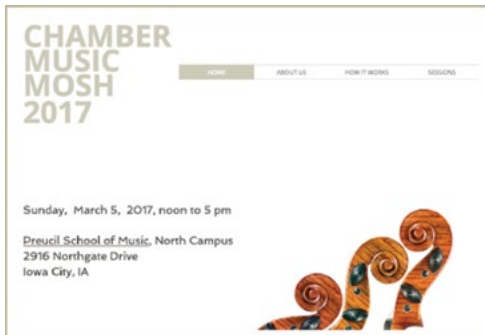 CHAMBER
MUSIC
MOSH
2017
HOME
ABOUT US
HOW IT WORKS
SESSIONS
Sunday, March 5, 2017, noon to 5 pm
Preucil School of Music, North Campus
2916 Northgate Drive
Iowa City, IA